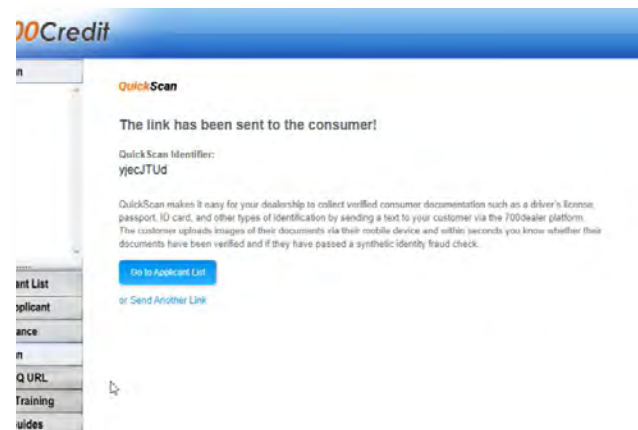 00Credit
n
QuickScan
The link has been sent to the consumer!
QuickScan Identifier:
yjecJTUd
QuickScan makes it easy for your dealership to collect verified consumer documentation such as a driver's license,
passport, ID card, and other types of identification by sending a text to your customer via the 700dealer platform.
The customer uploads images of their documents via their mobile device and within seconds you know whether their
documents have been verified and if they have passed a synthetic identity fraud check.
Go to Applicant List
or Send Another Link
ant List
pplicant
ance
n
Q URL
Training
uides